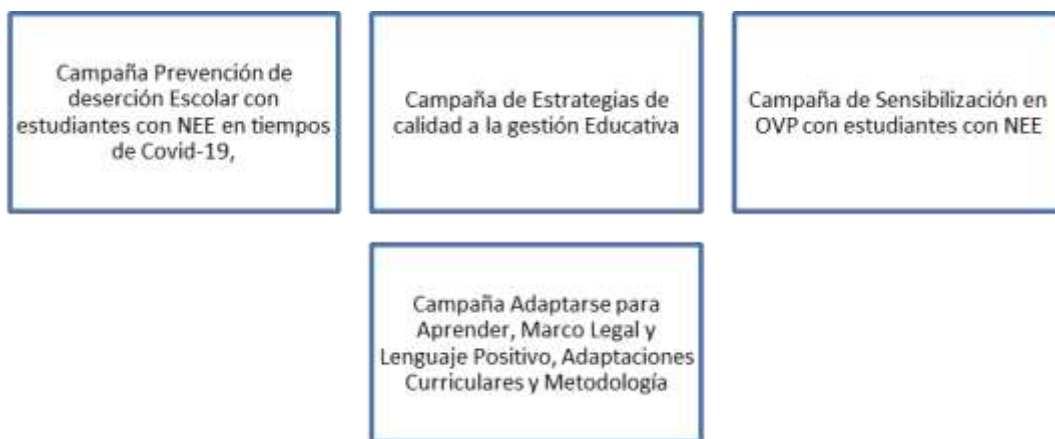 Campaña Prevención de
deserción Escolar con
estudiantes con NEE en tiempos
de Covid-19,
Campaña de Estrategias de
calidad a la gestión Educativa
Campaña de Sensibilización en
OVP con estudiantes con NEE
Campaña Adaptarse para
Aprender, Marco Legal y
Lenguaje Positivo, Adaptaciones
Curriculares y Metodología